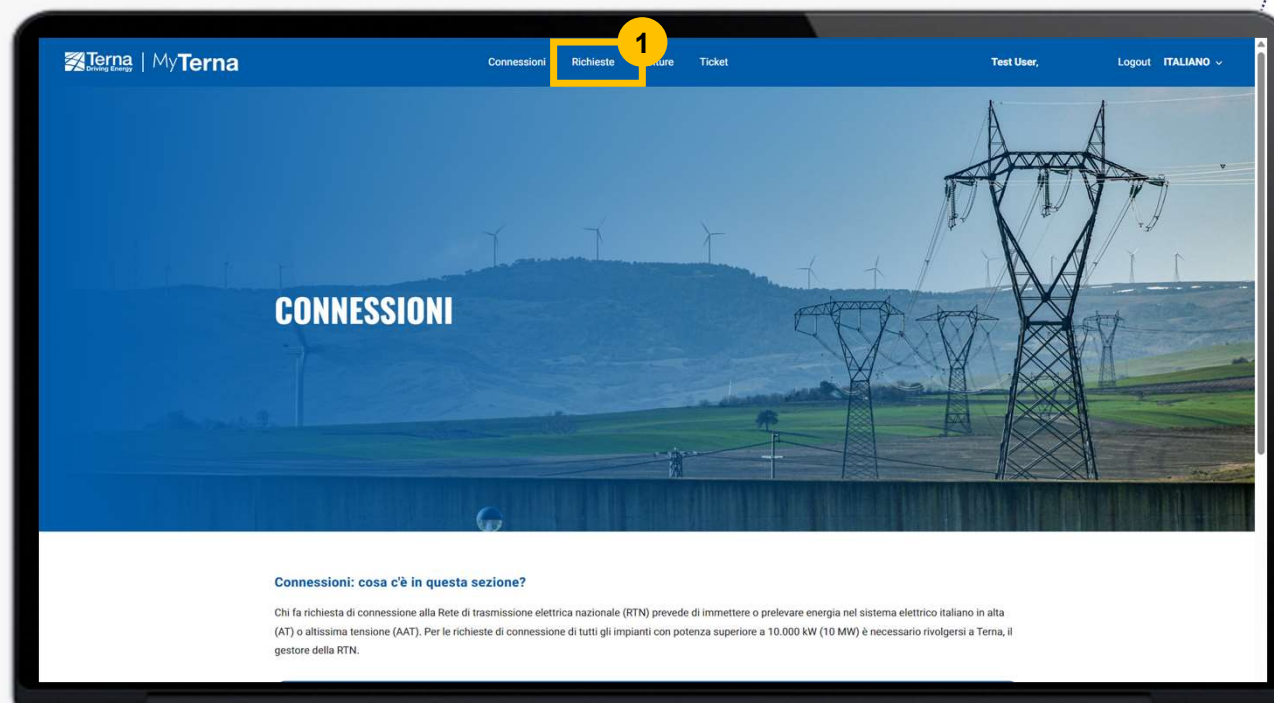 1
Terna Driving Energy | MyTerna Connessioni Richieste ture Ticket Test User, Logout ITALIANO
CONNESSIONI
Connessioni: cosa c'è in questa sezione?
Chi fa richiesta di connessione alla Rete di trasmissione elettrica nazionale (RTN) prevede di immettere o prelevare energia nel sistema elettrico italiano in alta
(AT) o altissima tensione (AAT). Per le richieste di connessione di tutti gli impianti con potenza superiore a 10.000 kW (10 MW) è necessario rivolgersi a Terna, il
gestore della RTN.